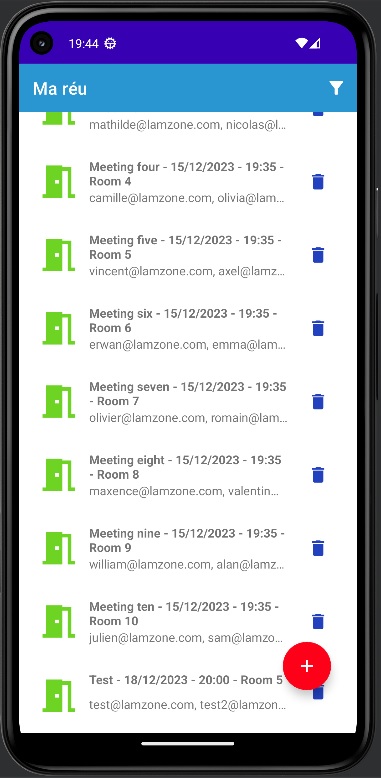 19:44
Ma réu
mathilde@lamzone.com, nicolas@l...
Meeting four - 15/12/2023 - 19:35 -
Room 4
camille@lamzone.com, olivia@lam...
Meeting five - 15/12/2023 - 19:35 -
Room 5
vincent@lamzone.com, axel@lamz...
Meeting six - 15/12/2023 - 19:35 -
Room 6
erwan@lamzone.com, emma@lam...
Meeting seven - 15/12/2023 - 19:35
- Room 7
olivier@lamzone.com, romain@lam...
Meeting eight - 15/12/2023 - 19:35
- Room 8
maxence@lamzone.com, valentin...
Meeting nine - 15/12/2023 - 19:35 -
Room 9
william@lamzone.com, alan@lamz...
Meeting ten - 15/12/2023 - 19:35 -
Room 10
julien@lamzone.com, sam@lamzo...
Test - 18/12/2023 - 20:00 - Room 5
test@lamzone.com, test2@lamzon...